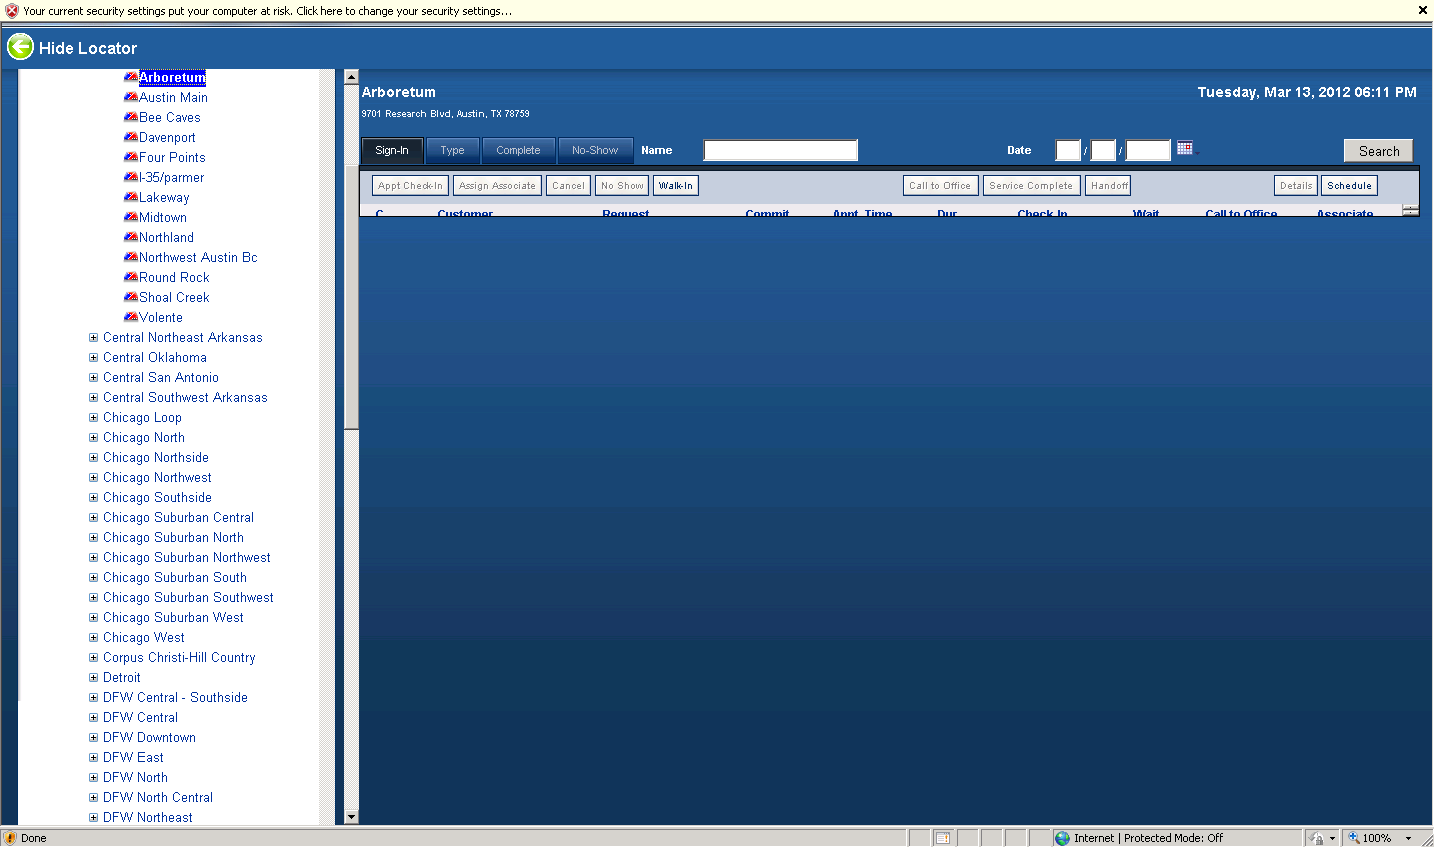 Your current security settings put your computer at risk. Click here to change your security settings...
Hide Locator
Arboretum
Austin Main
Bee Caves
Davenport
Four Points
I-35/parmer
Lakeway
Midtown
Northland
Northwest Austin Bc
Round Rock
Shoal Creek
Volente
Central Northeast Arkansas
Central Oklahoma
Central San Antonio
Central Southwest Arkansas
Chicago Loop
Chicago North
Chicago Northside
Chicago Northwest
Chicago Southside
Chicago Suburban Central
Chicago Suburban North
Chicago Suburban Northwest
Chicago Suburban South
Chicago Suburban Southwest
Chicago Suburban West
Chicago West
Corpus Christi-Hill Country
Detroit
DFW Central - Southside
DFW Central
DFW Downtown
DFW East
DFW North
DFW North Central
DFW Northeast
Arboretum Tuesday, Mar 13, 2012 06:11 PM
9701 Research Blvd, Austin, TX 78759
Sign-In Type Complete No-Show Name Date / / Search
Appt Check-In Assign Associate Cancel No Show Walk-In Call to Office Service Complete Handoff Details Schedule
C Customer Request Commit Appt Time Dur Check In Wait Call to Office Associate
Done Internet | Protected Mode: Off 100%